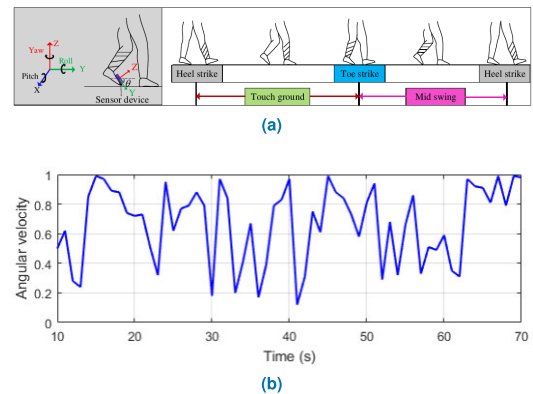 Yaw
Z
Roll
Y
Pitch
X
Z
θ
Y
Sensor device
Heel strike
Toe strike
Heel strike
Touch ground
Mid swing
(a)
Angular velocity
1
0.8
0.6
0.4
0.2
0
10
20
30
40
50
60
70
Time (s)
(b)